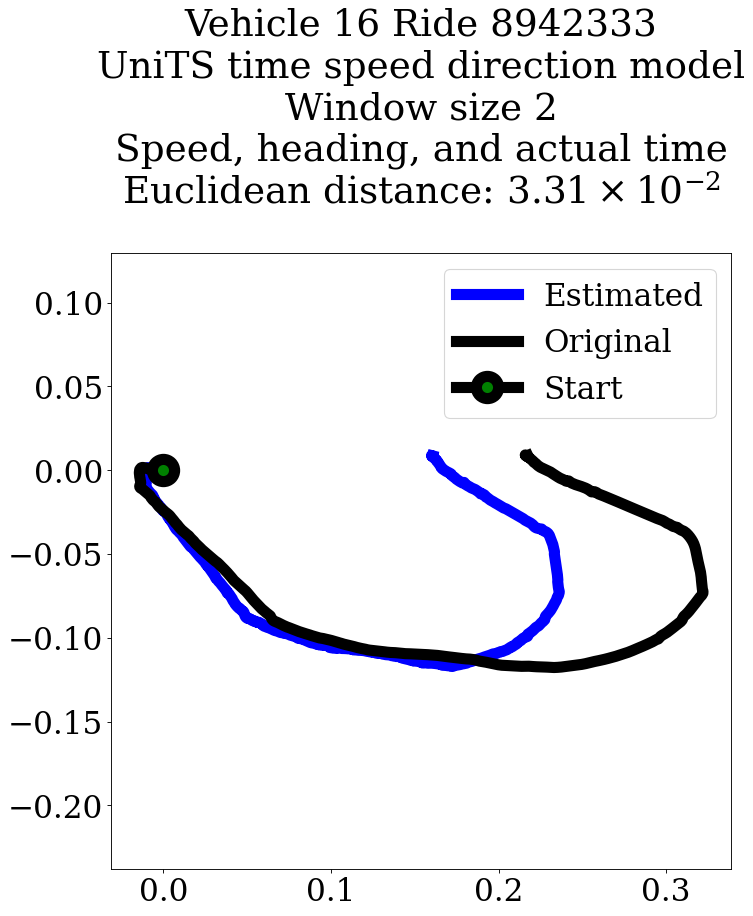 Vehicle 16 Ride 8942333
UniTS time speed direction model
Window size 2
Speed, heading, and actual time
Euclidean distance: 3.31 × 10⁻²
Estimated
Original
Start
0.10
0.05
0.00
−0.05
−0.10
−0.15
−0.20
0.0 0.1 0.2 0.3